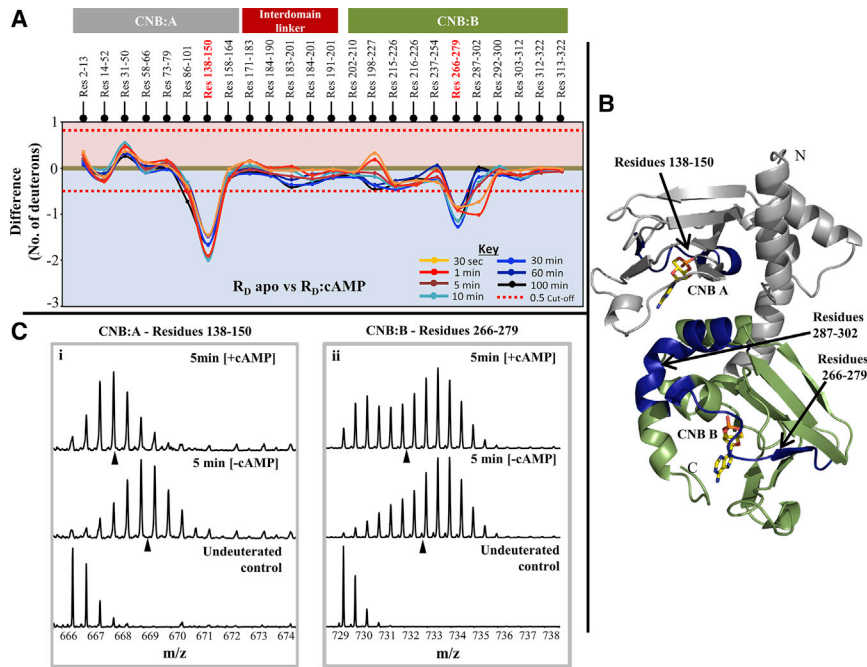 A
CNB:A
Interdomain
linker
CNB:B
Res 2-13
Res 14-52
Res 31-50
Res 58-66
Res 73-79
Res 86-101
Res 138-150
Res 158-164
Res 171-183
Res 184-190
Res 183-201
Res 184-201
Res 191-201
Res 202-210
Res 198-227
Res 215-226
Res 216-226
Res 237-254
Res 266-279
Res 287-302
Res 292-300
Res 303-312
Res 312-322
Res 313-322
Difference
(No. of deuterons)
1
0
-1
-2
-3
R_D apo vs R_D:cAMP
Key
30 sec
1 min
5 min
10 min
30 min
60 min
100 min
0.5 Cut-off
B
Residues 138-150
N
CNB A
Residues
287-302
Residues
266-279
CNB B
C
C
CNB:A - Residues 138-150
i
5min [+cAMP]
5 min [-cAMP]
Undeuterated
control
666 667 668 669 670 671 672 673 674
m/z
CNB:B - Residues 266-279
ii
5min [+cAMP]
5 min [-cAMP]
Undeuterated
control
729 730 731 732 733 734 735 736 737 738
m/z